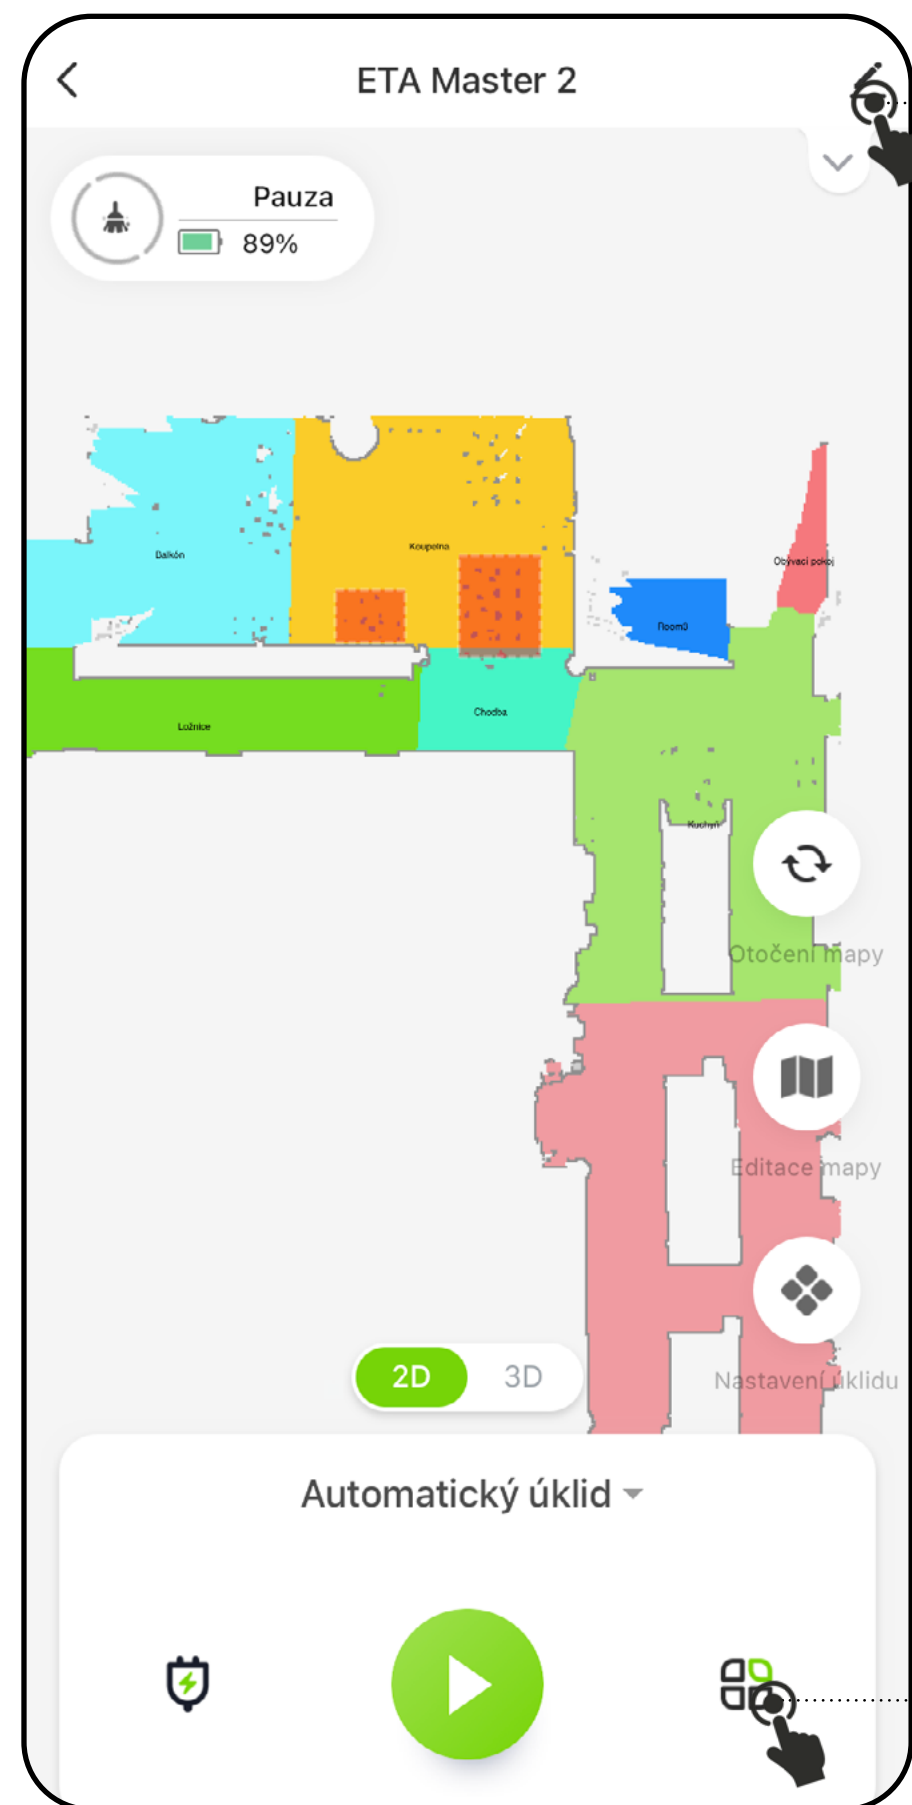 ETA Master 2
Pauza
89%
Balkón
Koupelna
Obývací pokoj
Room9
Chodba
Ložnice
Kuchyň
Otočení mapy
Editace mapy
Nastavení úklidu
2D 3D
Automatický úklid